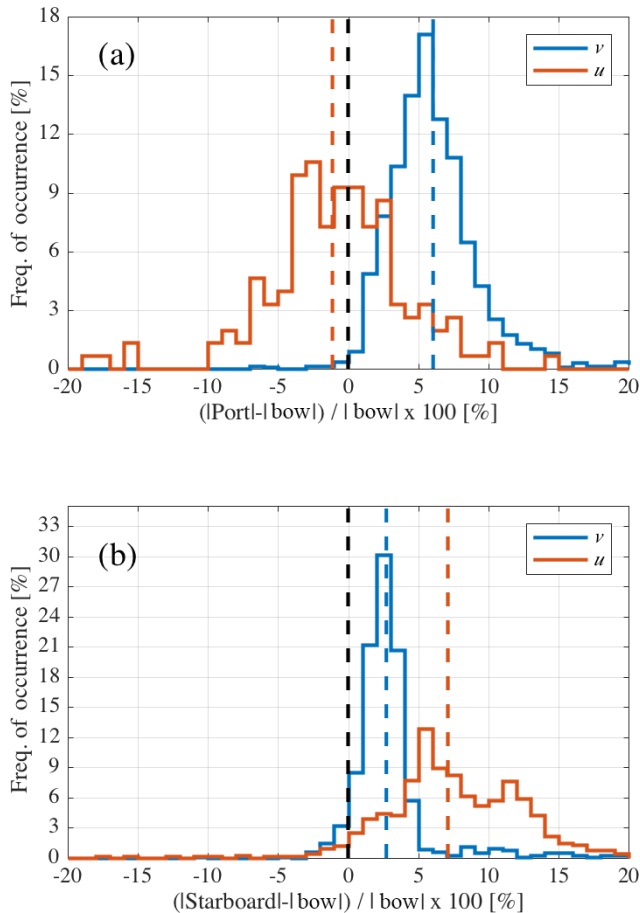 (a)
v
u
Freq. of occurrence [%]
18
15
12
9
6
3
0
-20 -15 -10 -5 0 5 10 15 20
(|Port|-|bow|) / | bow| x 100 [%]
(b)
v
u
Freq. of occurrence [%]
33
30
27
24
21
18
15
12
9
6
3
0
-20 -15 -10 -5 0 5 10 15 20
(|Starboard|-|bow|) / | bow| x 100 [%]